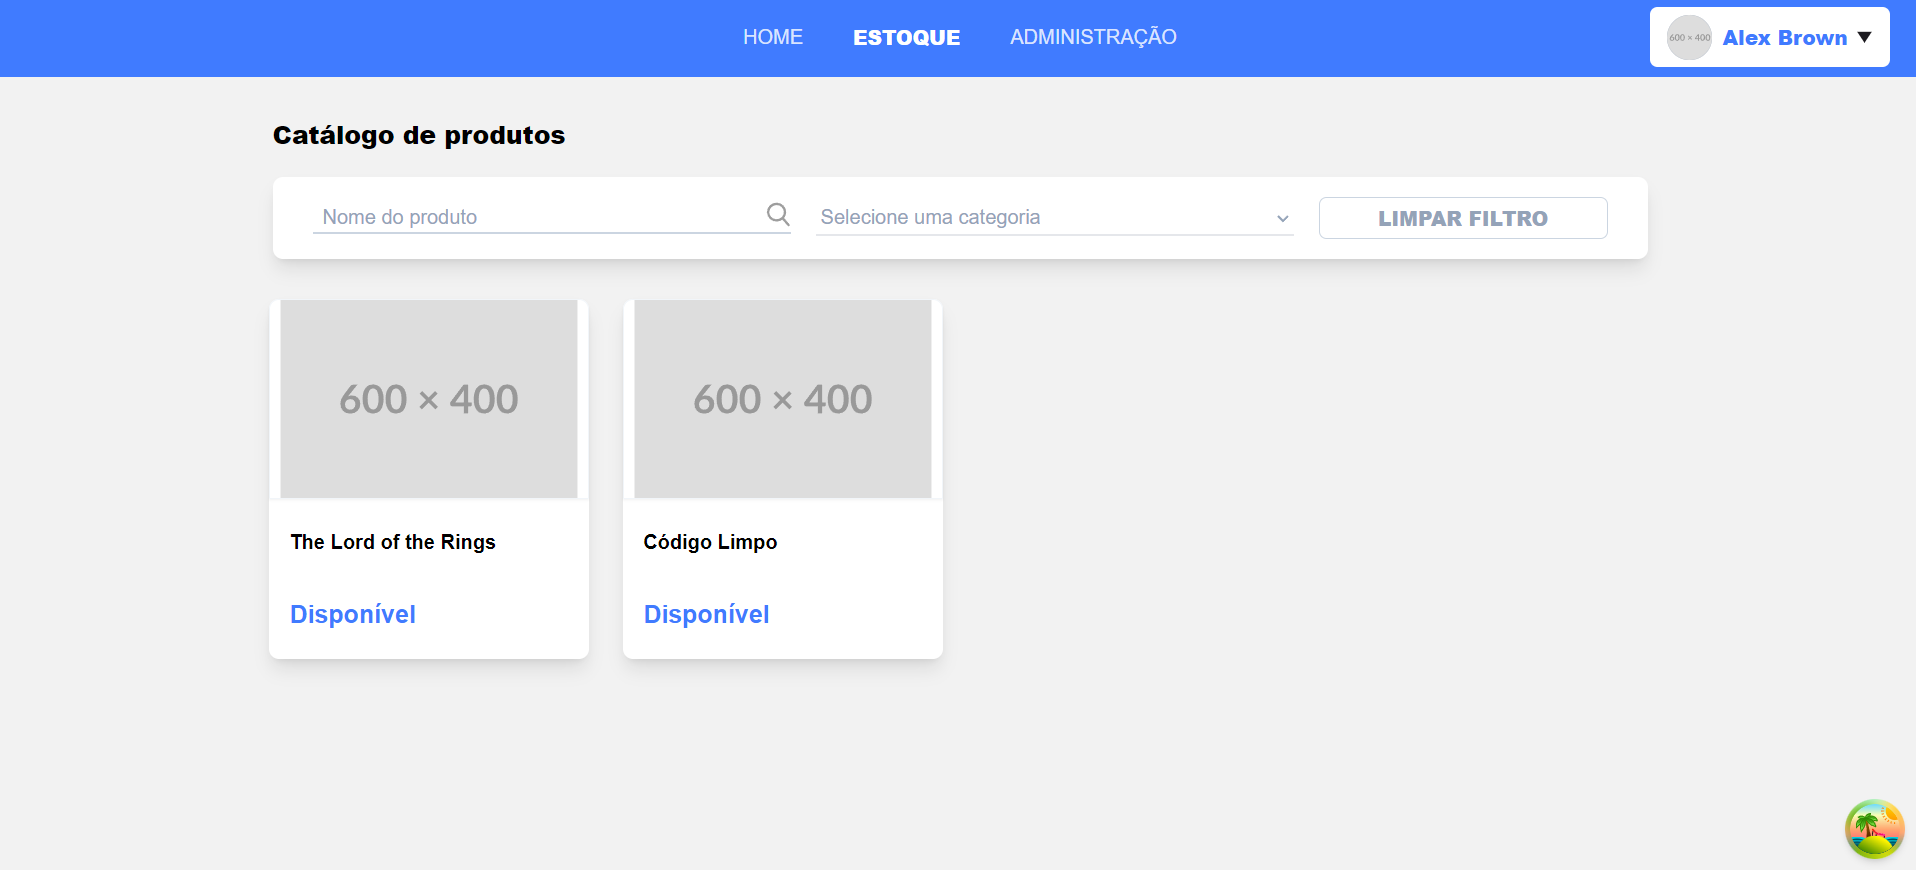 HOME ESTOQUE ADMINISTRAÇÃO
600 × 400 Alex Brown
Catálogo de produtos
Nome do produto
Selecione uma categoria
LIMPAR FILTRO
600 × 400
The Lord of the Rings
Disponível
600 × 400
Código Limpo
Disponível